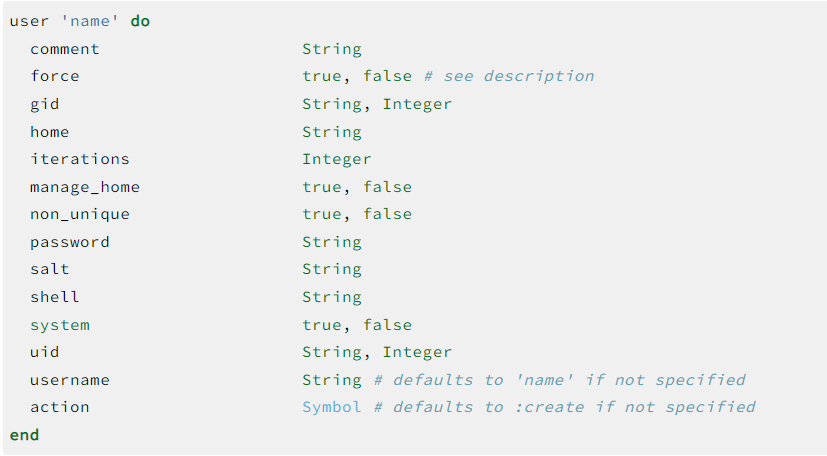 user 'name' do
comment String
force true, false # see description
gid String, Integer
home String
iterations Integer
manage_home true, false
non_unique true, false
password String
salt String
shell String
system true, false
uid String, Integer
username String # defaults to 'name' if not specified
action Symbol # defaults to :create if not specified
end